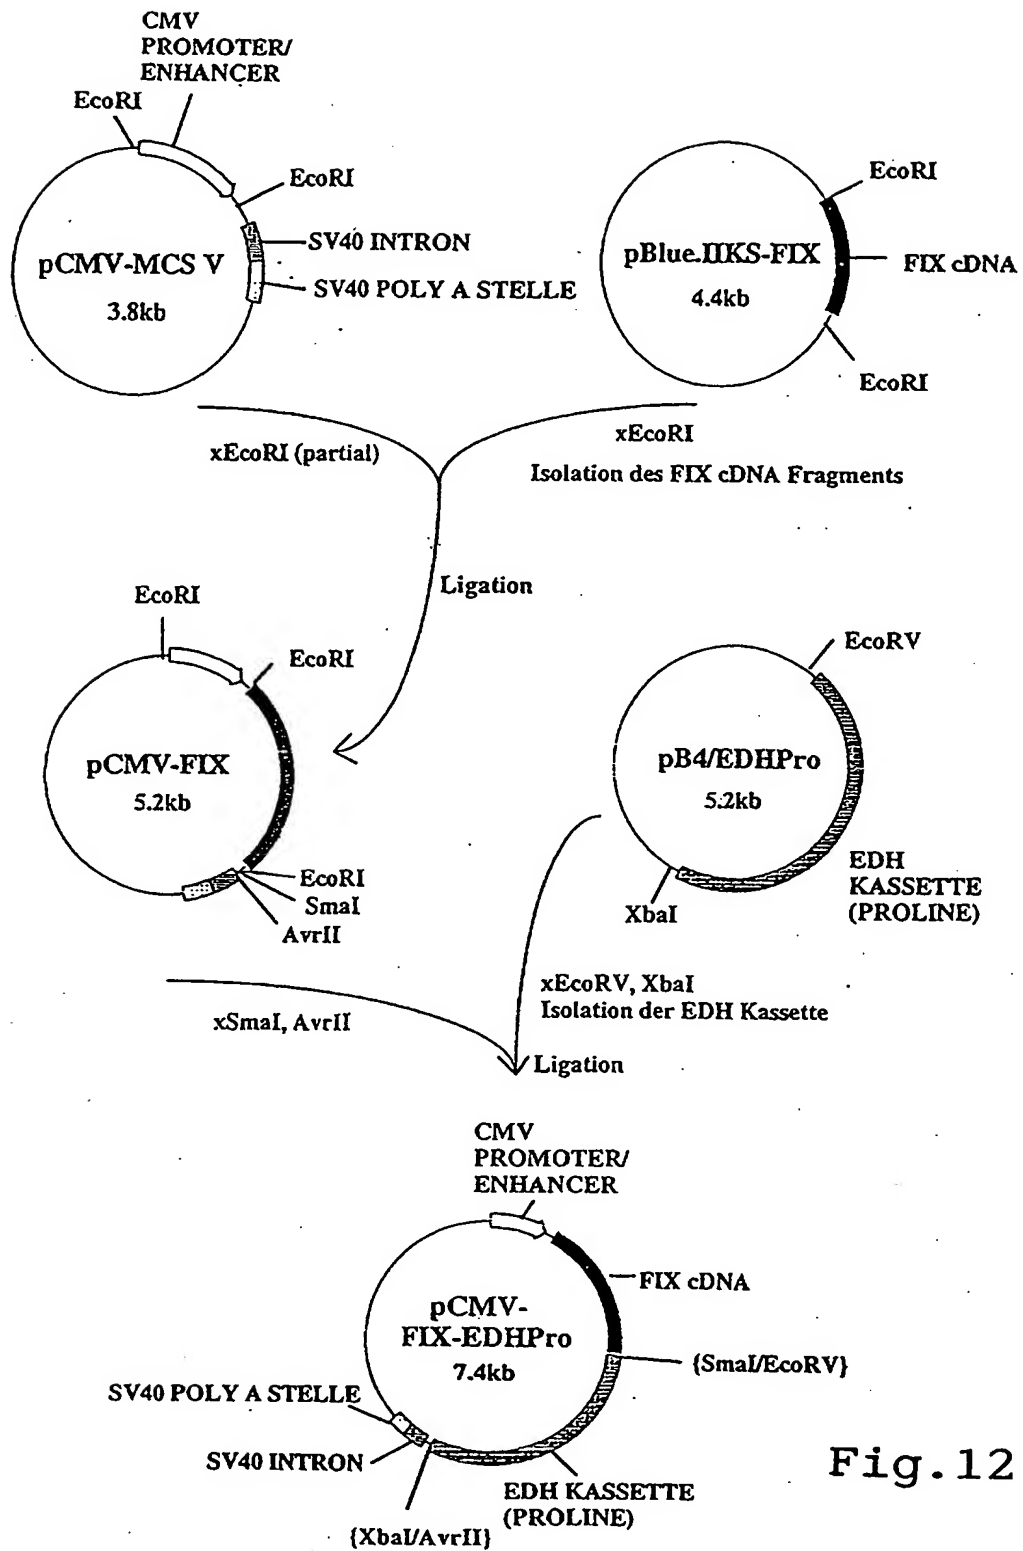 CMV
PROMOTER/
ENHANCER
EcoRI
EcoRI
SV40 INTRON
SV40 POLY A STELLE
pCMV-MCS V
3.8kb
EcoRI
pBlue.IIKS-FIX
4.4kb
FIX cDNA
EcoRI
xEcoRI (partial)
xEcoRI
Isolation des FIX cDNA Fragments
Ligation
EcoRI
EcoRI
pCMV-FIX
5.2kb
EcoRI
SmaI
AvrII
EcoRV
pB4/EDHPro
5.2kb
EDH
KASSETTE
(PROLINE)
XbaI
xSmaI, AvrII
xEcoRV, XbaI
Isolation der EDH Kassette
Ligation
CMV
PROMOTER/
ENHANCER
FIX cDNA
pCMV-
FIX-EDHPro
7.4kb
{SmaI/EcoRV}
SV40 POLY A STELLE
SV40 INTRON
EDH KASSETTE
(PROLINE)
{XbaI/AvrII}
Fig.12